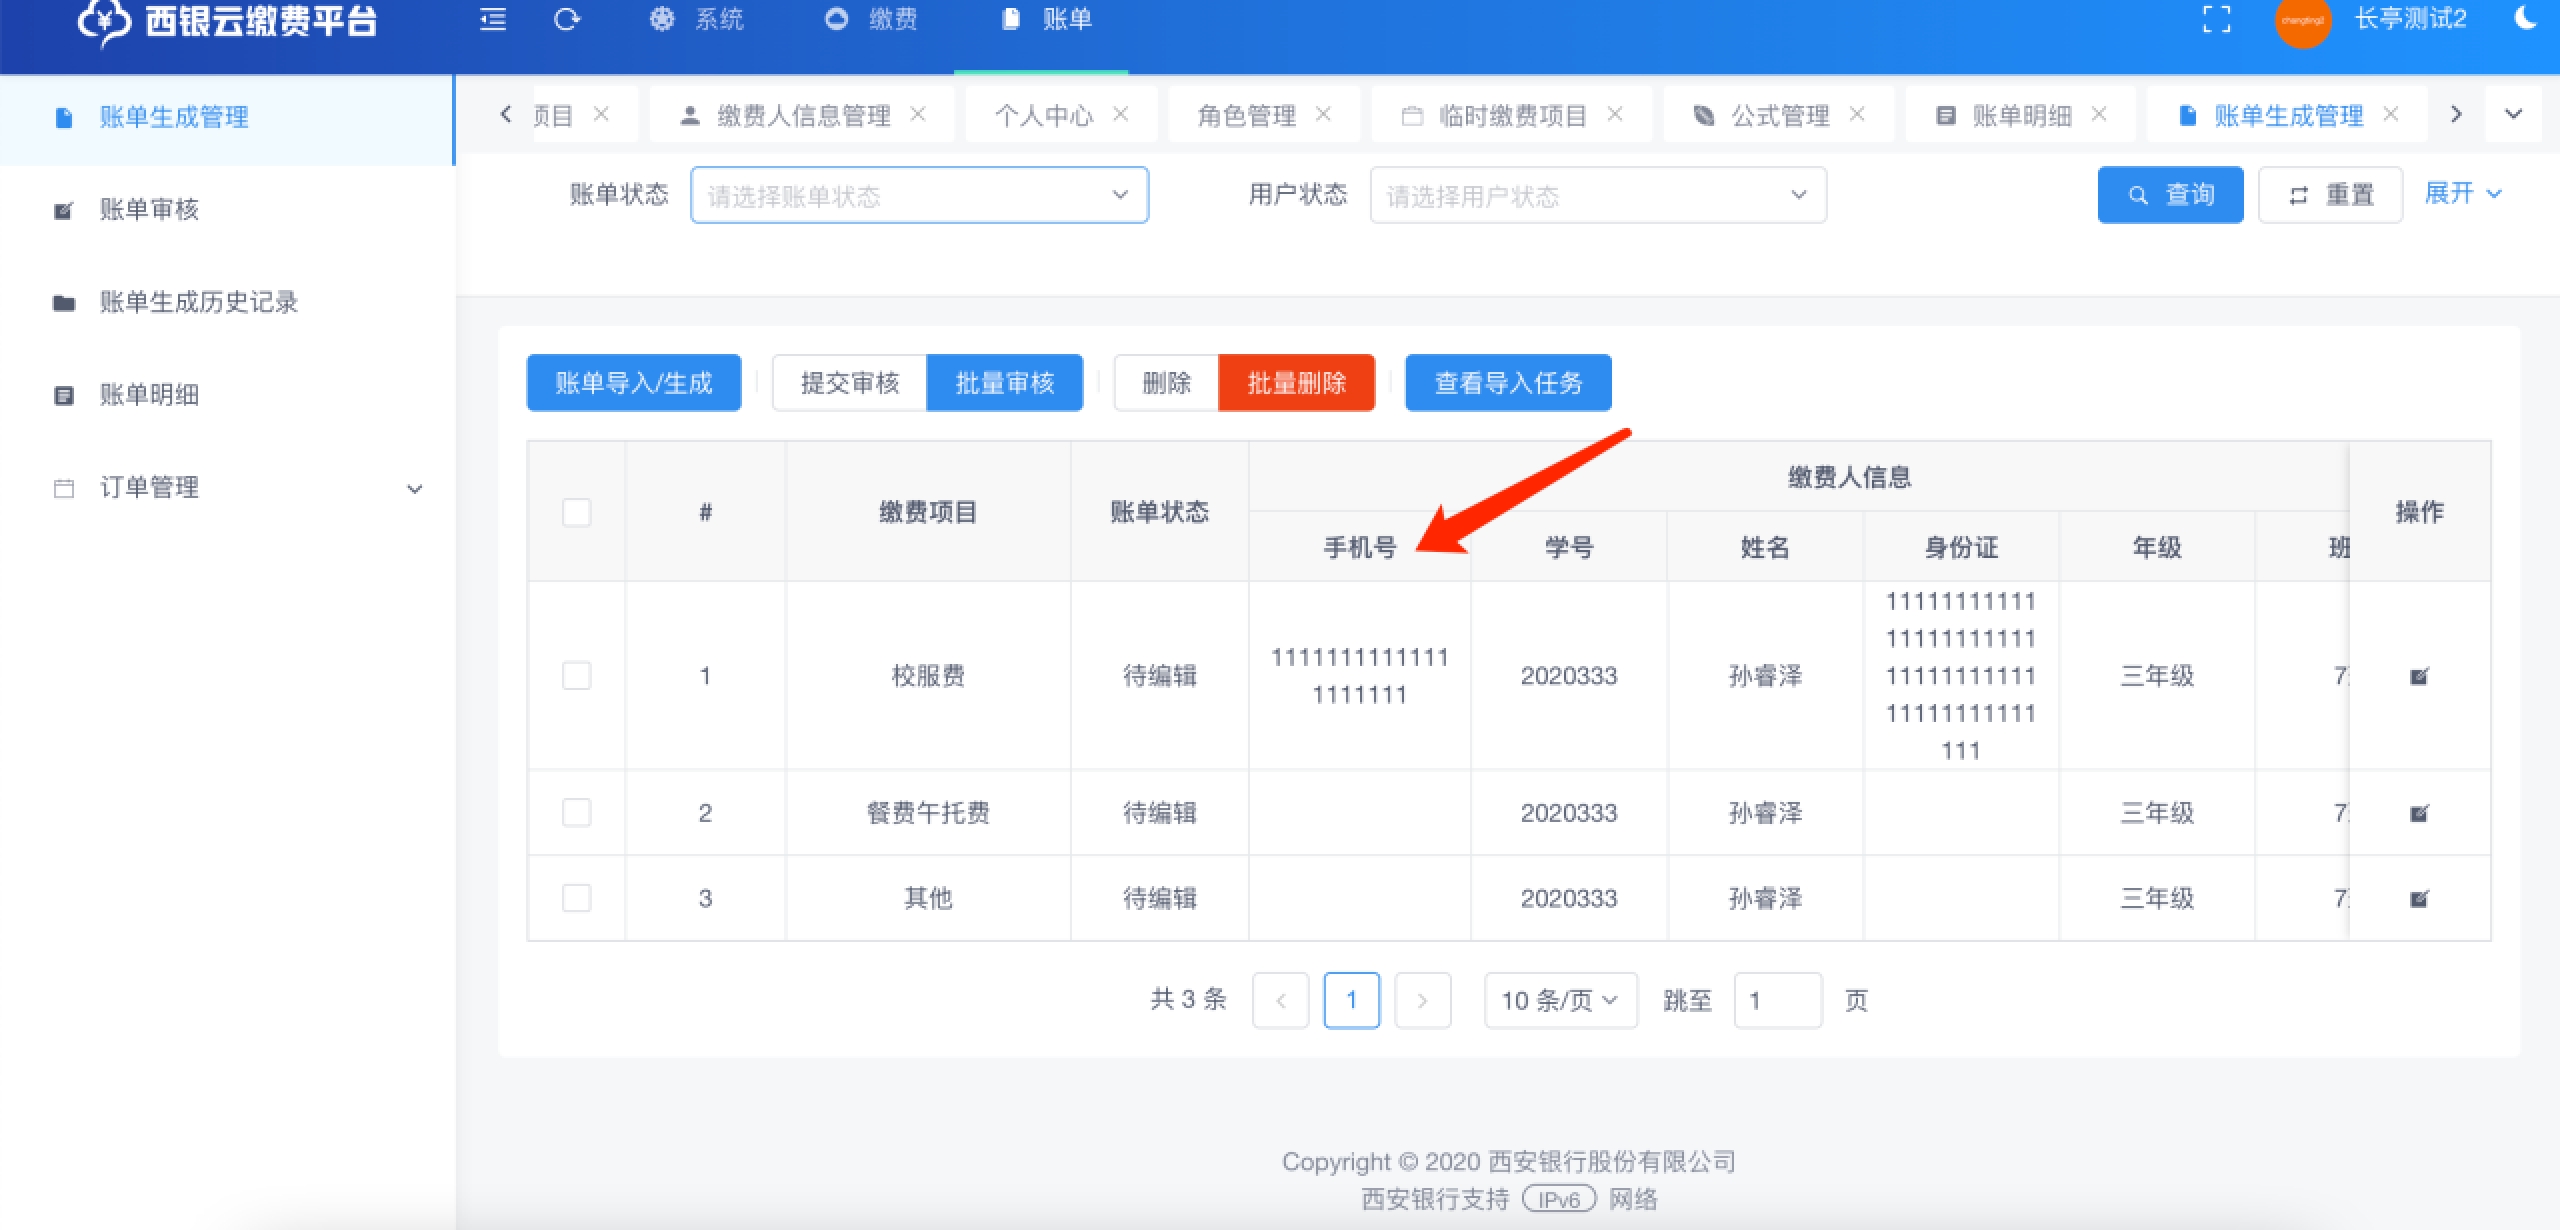 西银云缴费平台
系统
缴费
账单
changting2
长亭测试2
账单生成管理
账单审核
账单生成历史记录
账单明细
订单管理
项目
缴费人信息管理
个人中心
角色管理
临时缴费项目
公式管理
账单明细
账单生成管理
账单状态
请选择账单状态
用户状态
请选择用户状态
查询
重置
展开
账单导入/生成
提交审核
批量审核
删除
批量删除
查看导入任务
#
缴费项目
账单状态
缴费人信息
操作
手机号
学号
姓名
身份证
年级
班
1
校服费
待编辑
1111111111111
1111111
2020333
孙睿泽
11111111111
11111111111
11111111111
11111111111
111
三年级
7
2
餐费午托费
待编辑
2020333
孙睿泽
三年级
7
3
其他
待编辑
2020333
孙睿泽
三年级
7
共 3 条
1
10 条/页
跳至
1
页
Copyright © 2020 西安银行股份有限公司
西安银行支持 IPv6 网络